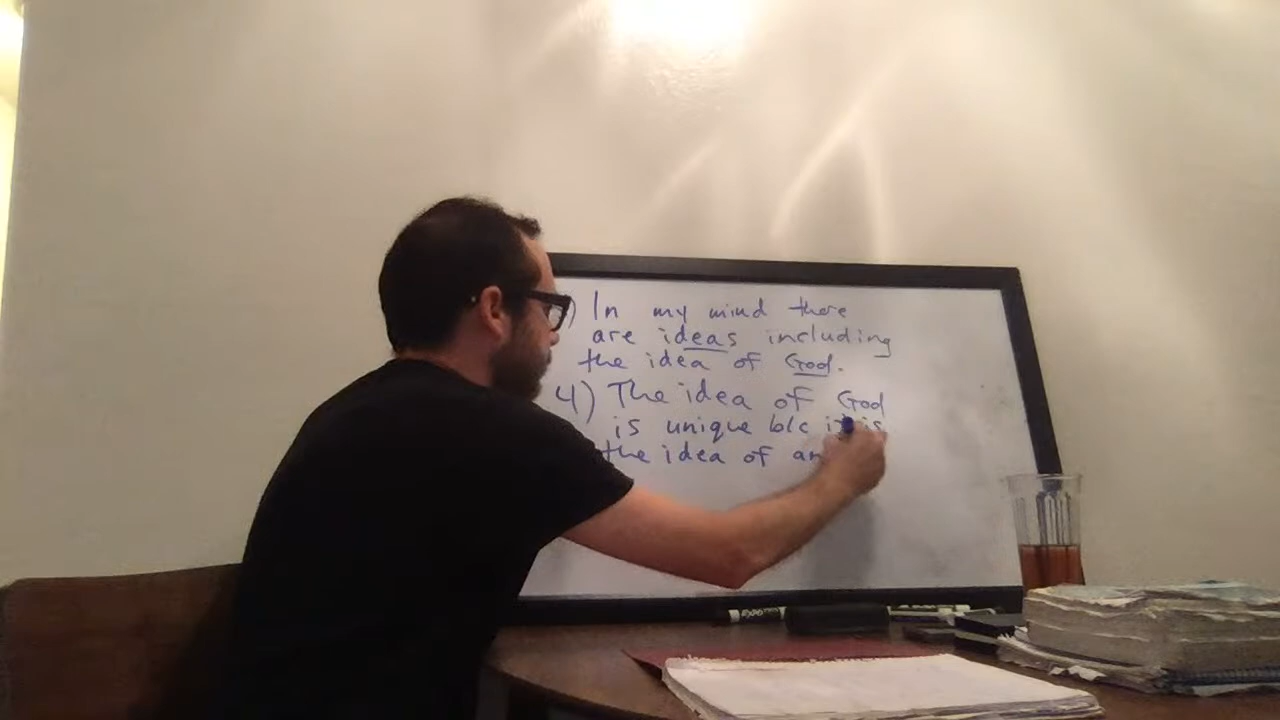 ) In my mind there
are ideas including
the idea of God.
4) The idea of God
is unique b/c it is
the idea of an
EXPO